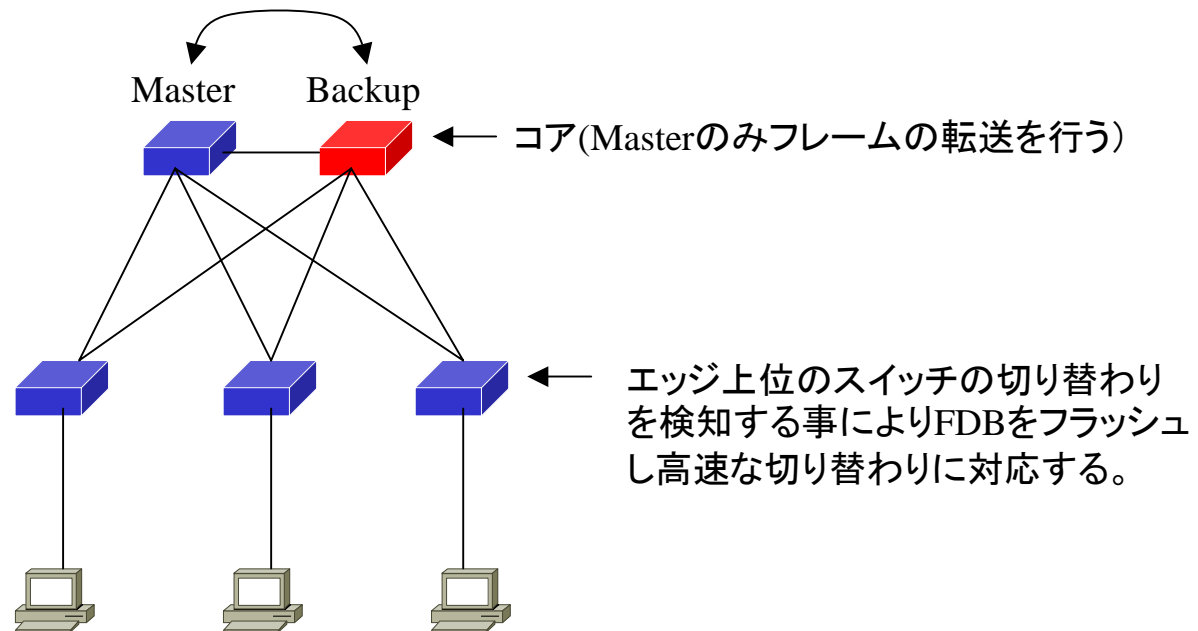 Master
Backup
コア(Masterのみフレームの転送を行う)
エッジ上位のスイッチの切り替わり
を検知する事によりFDBをフラッシュ
し高速な切り替わりに対応する。